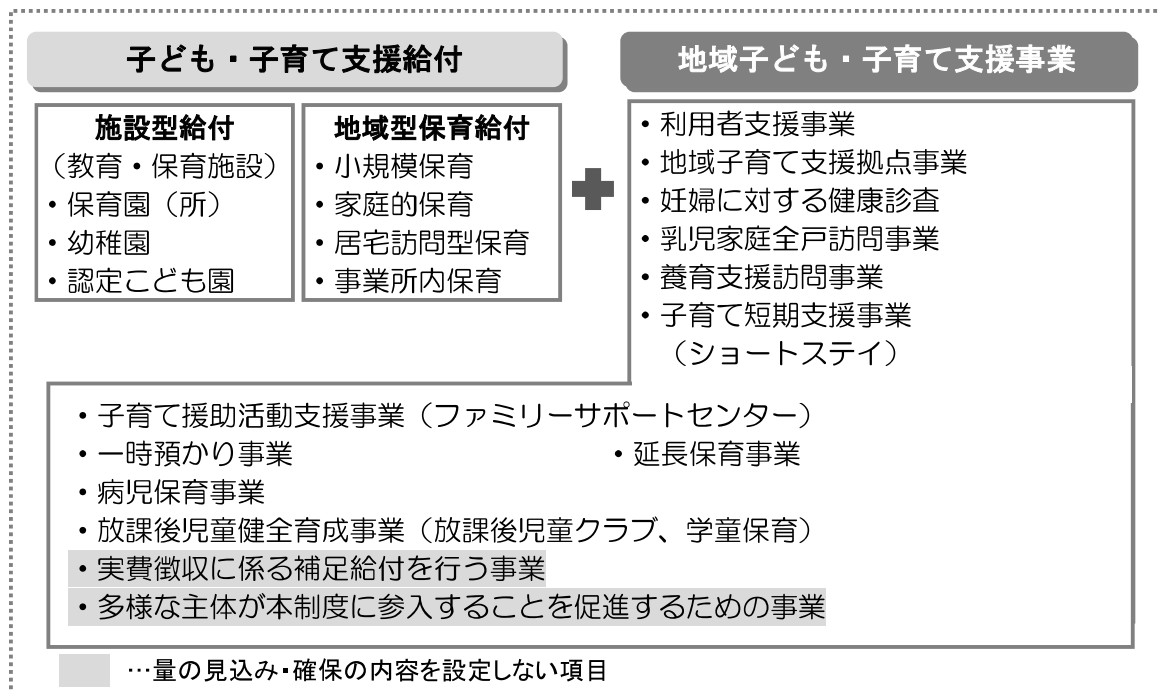 子ども・子育て支援給付
施設型給付
（教育・保育施設）
・保育園（所）
・幼稚園
・認定こども園
地域型保育給付
・小規模保育
・家庭的保育
・居宅訪問型保育
・事業所内保育
地域子ども・子育て支援事業
・利用者支援事業
・地域子育て支援拠点事業
・妊婦に対する健康診査
・乳児家庭全戸訪問事業
・養育支援訪問事業
・子育て短期支援事業
（ショートステイ）
・子育て援助活動支援事業（ファミリーサポートセンター）
・一時預かり事業 ・延長保育事業
・病児保育事業
・放課後児童健全育成事業（放課後児童クラブ、学童保育）
・実費徴収に係る補足給付を行う事業
・多様な主体が本制度に参入することを促進するための事業
…量の見込み・確保の内容を設定しない項目